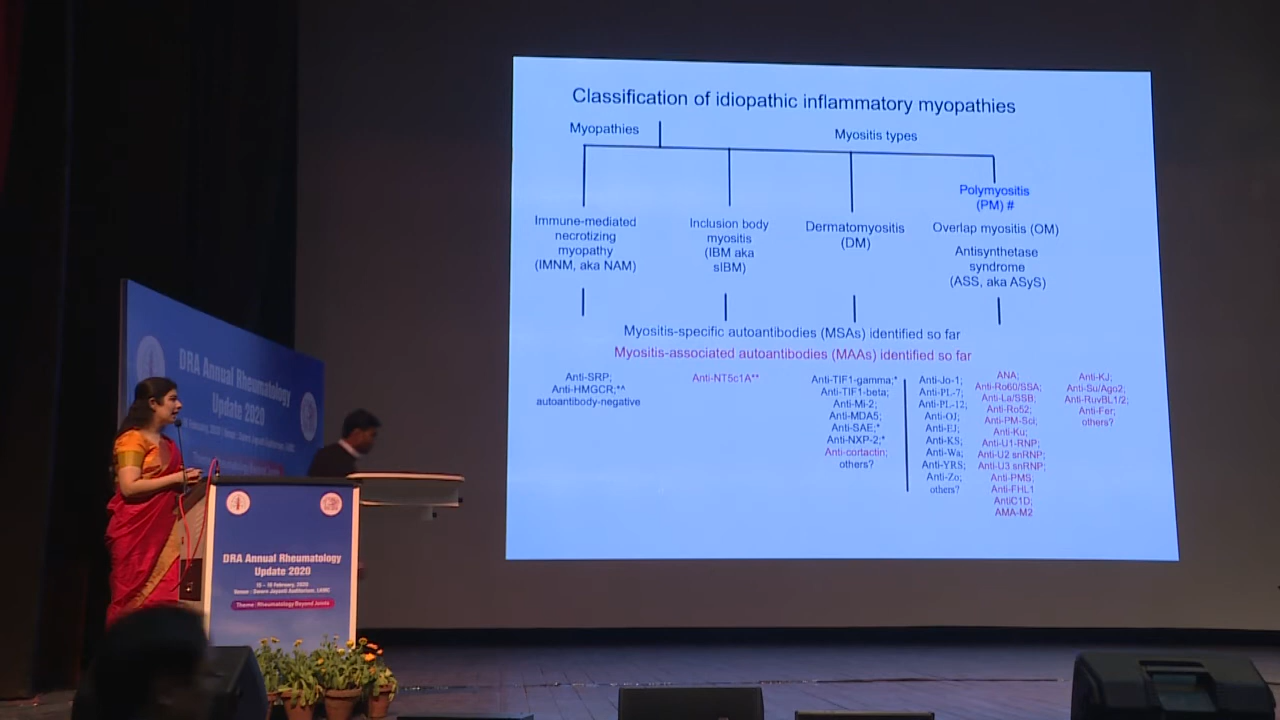 Classification of idiopathic inflammatory myopathies
Myopathies
Myositis types
Immune-mediated
necrotizing
myopathy
(IMNM, aka NAM)
Inclusion body
myositis
(IBM aka
sIBM)
Dermatomyositis
(DM)
Polymyositis
(PM) #
Overlap myositis (OM)
Antisynthetase
syndrome
(ASS, aka ASyS)
Myositis-specific autoantibodies (MSAs) identified so far
Myositis-associated autoantibodies (MAAs) identified so far
Anti-SRP;
Anti-HMGCR;*^
autoantibody-negative
Anti-NT5c1A**
Anti-TIF1-gamma;*
Anti-TIF1-beta;
Anti-Mi-2;
Anti-MDA5;
Anti-SAE;*
Anti-NXP-2;*
Anti-cortactin;
others?
Anti-Jo-1;
Anti-PL-7;
Anti-PL-12;
Anti-OJ;
Anti-EJ;
Anti-KS;
Anti-Wa;
Anti-YRS;
Anti-Zo;
others?
ANA;
Anti-Ro60/SSA;
Anti-La/SSB;
Anti-Ro52;
Anti-PM-Scl;
Anti-Ku;
Anti-U1-RNP;
Anti-U2 snRNP;
Anti-U3 snRNP;
Anti-PMS;
Anti-FHL1
AntiC1D;
AMA-M2
Anti-KJ;
Anti-Su/Ago2;
Anti-RuvBL1/2;
Anti-Fer;
others?
DRA Annual Rheumatology
Update 2020
DRA Annual Rheumatology
Update 2020
15 - 16 February, 2020
Venue : Swarn Jayanti Auditorium, LHMC
Theme : Rheumatology Beyond Joints